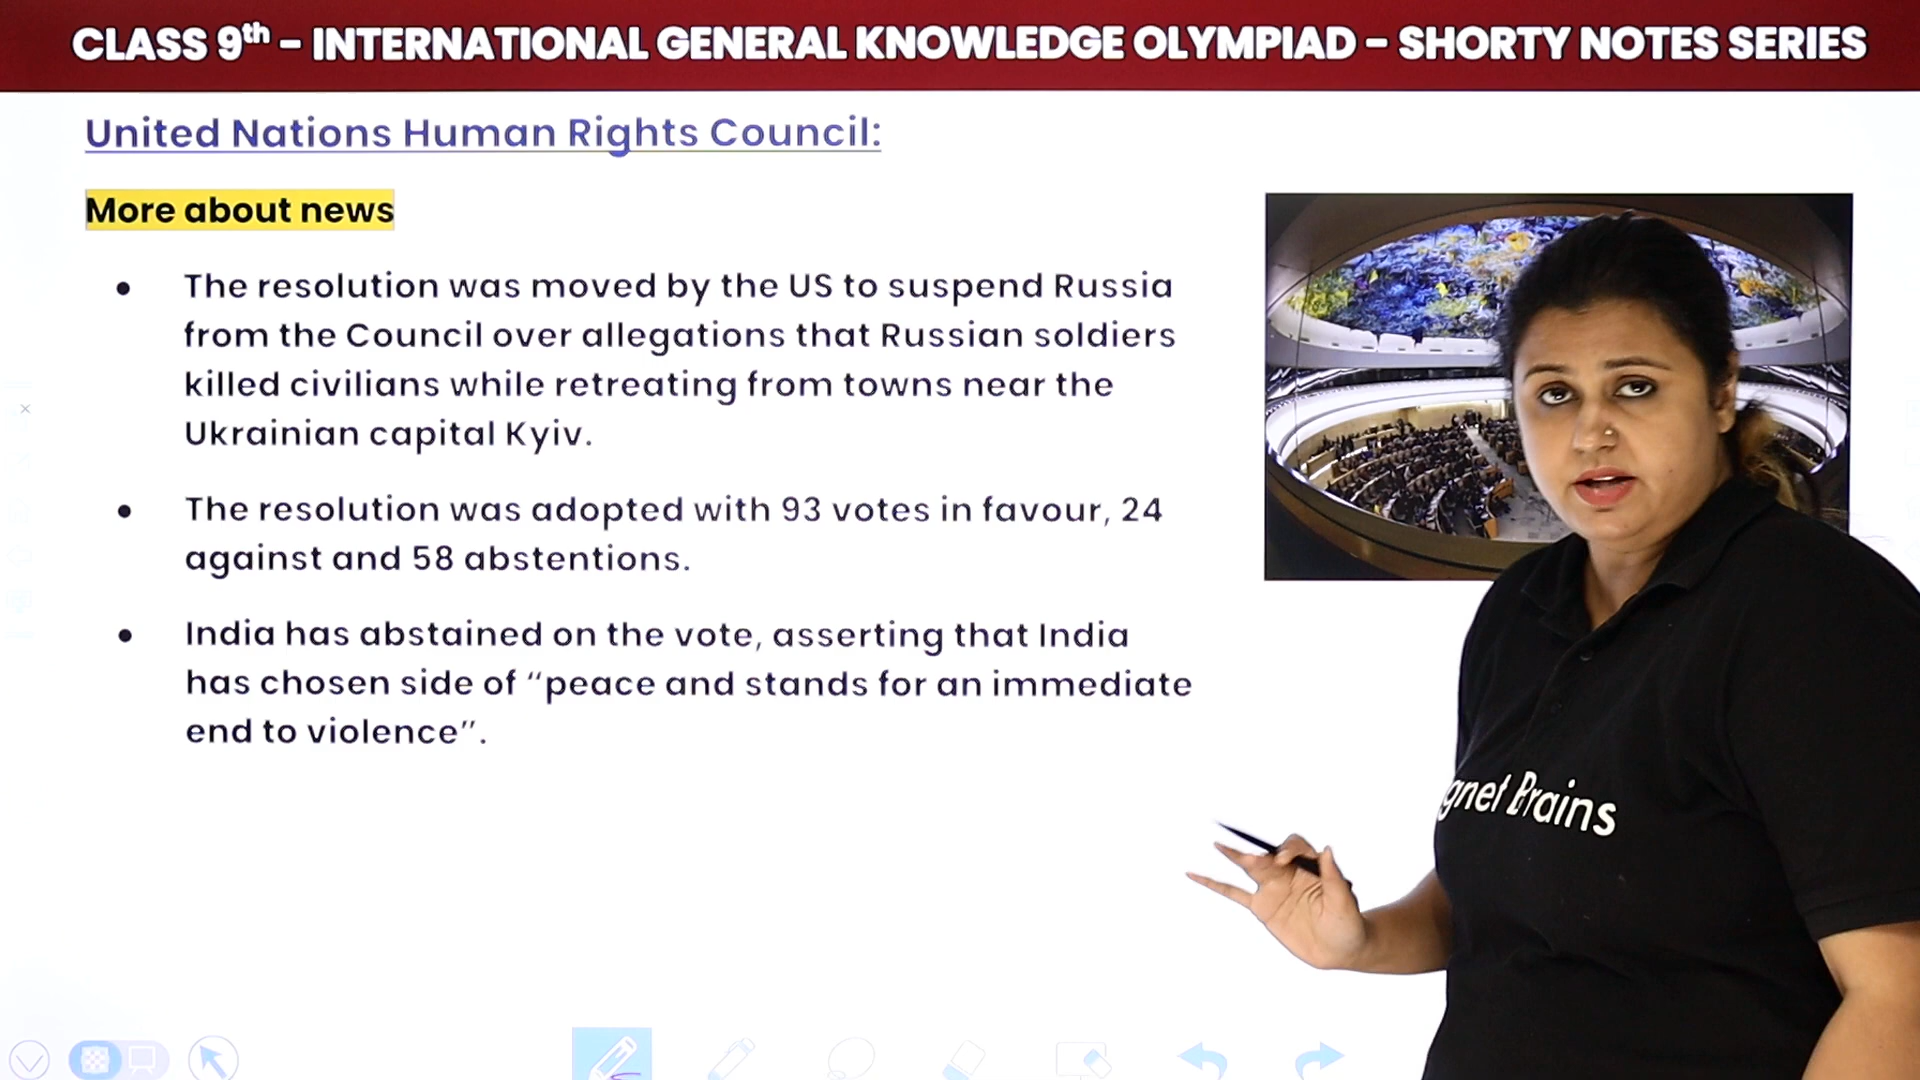 CLASS 9th – INTERNATIONAL GENERAL KNOWLEDGE OLYMPIAD – SHORTY NOTES SERIES
United Nations Human Rights Council:
More about news
• The resolution was moved by the US to suspend Russia
from the Council over allegations that Russian soldiers
killed civilians while retreating from towns near the
Ukrainian capital Kyiv.
• The resolution was adopted with 93 votes in favour, 24
against and 58 abstentions.
• India has abstained on the vote, asserting that India
has chosen side of “peace and stands for an immediate
end to violence”.
gnet Brains